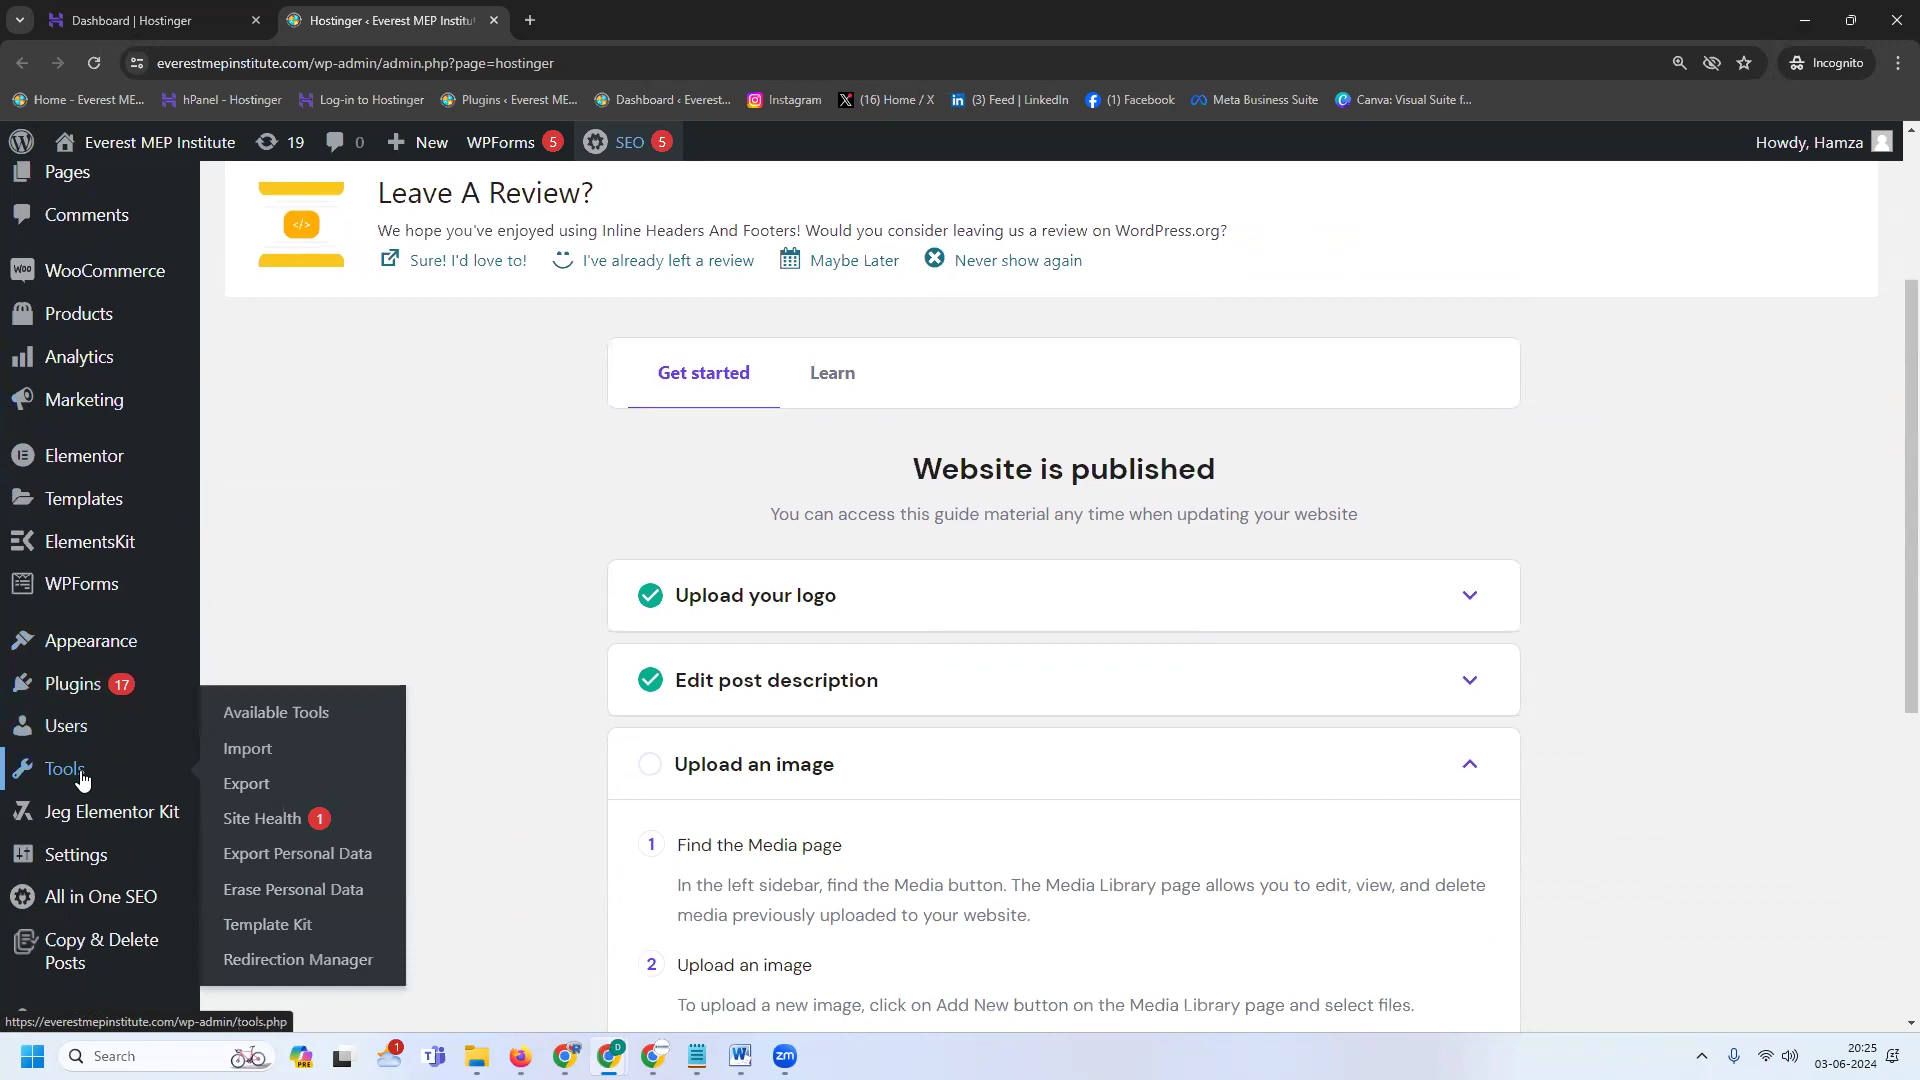 Dashboard | Hostinger
Hostinger ‹ Everest MEP Institu
everestmepinstitute.com/wp-admin/admin.php?page=hostinger
Incognito
Home - Everest ME...
hPanel - Hostinger
Log-in to Hostinger
Plugins ‹ Everest ME...
Dashboard ‹ Everest...
Instagram
(16) Home / X
(3) Feed | LinkedIn
(1) Facebook
Meta Business Suite
Canva: Visual Suite f...
Everest MEP Institute
19
0
New
WPForms 5
SEO 5
Howdy, Hamza
Pages
Comments
WooCommerce
Products
Analytics
Marketing
Elementor
Templates
ElementsKit
WPForms
Appearance
Plugins 17
Users
Tools
Jeg Elementor Kit
Settings
All in One SEO
Copy & Delete
Posts
Available Tools
Import
Export
Site Health 1
Export Personal Data
Erase Personal Data
Template Kit
Redirection Manager
Leave A Review?
We hope you've enjoyed using Inline Headers And Footers! Would you consider leaving us a review on WordPress.org?
Sure! I'd love to!
I've already left a review
Maybe Later
Never show again
Get started
Learn
Website is published
You can access this guide material any time when updating your website
Upload your logo
Edit post description
Upload an image
1 Find the Media page
In the left sidebar, find the Media button. The Media Library page allows you to edit, view, and delete
media previously uploaded to your website.
2 Upload an image
To upload a new image, click on Add New button on the Media Library page and select files.
https://everestmepinstitute.com/wp-admin/tools.php
Search
PRE
1
D
zm
20:25
03-06-2024